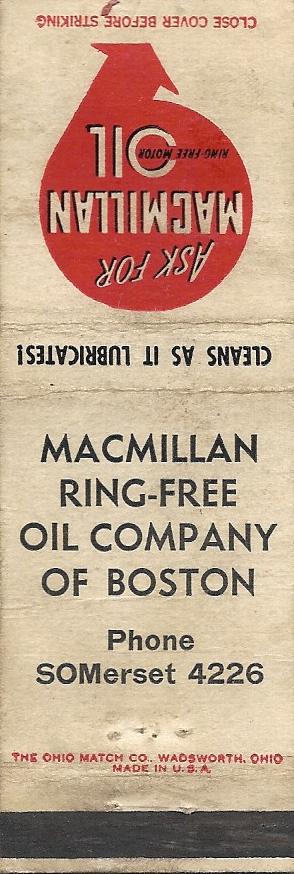 CLOSE COVER BEFORE STRIKING
ASK FOR
MACMILLAN
RING-FREE MOTOR
OIL
CLEANS AS IT LUBRICATES!
MACMILLAN
RING-FREE
OIL COMPANY
OF BOSTON
Phone
SOMerset 4226
THE OHIO MATCH CO., WADSWORTH, OHIO
MADE IN U.S.A.